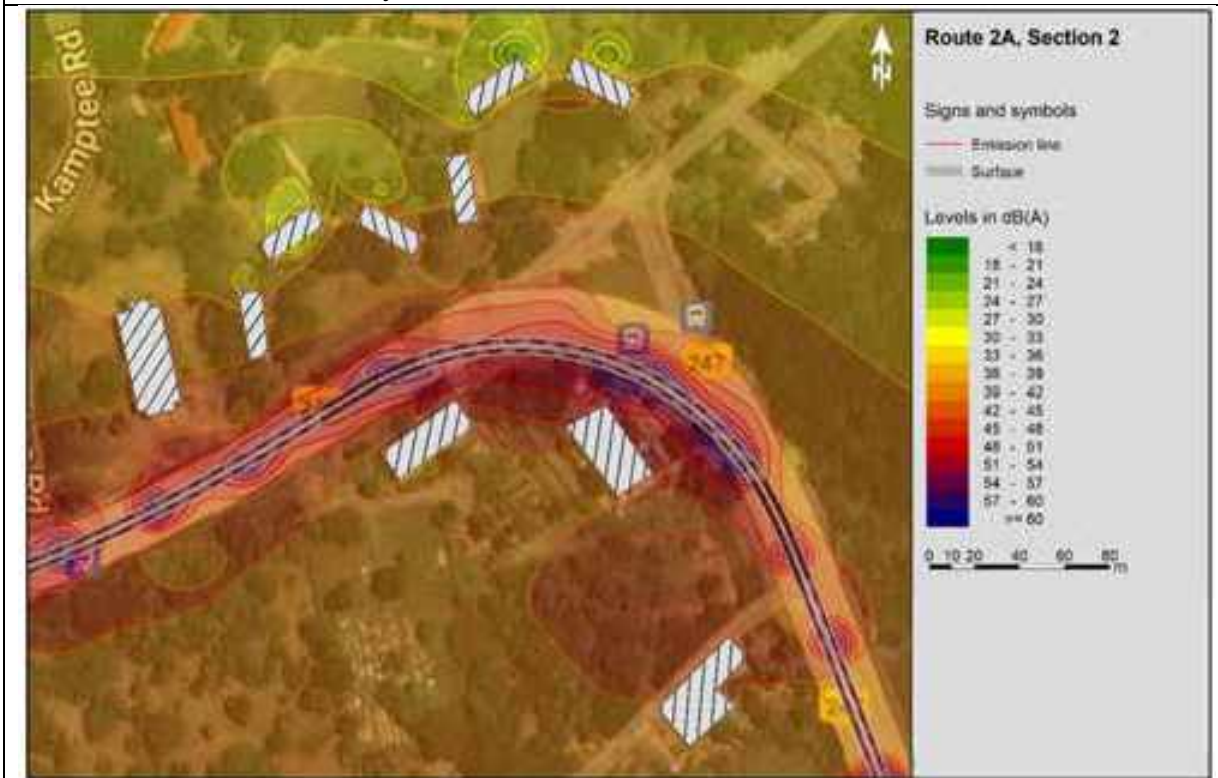 Route 2A, Section 2
Signs and symbols
Emission line
Surface
Levels in dB(A)
< 18
18 - 21
21 - 24
24 - 27
27 - 30
30 - 33
33 - 36
36 - 39
39 - 42
42 - 45
45 - 48
48 - 51
51 - 54
54 - 57
57 - 60
>= 60
0 10 20 40 60 80
m
Kamptee Rd
N
247